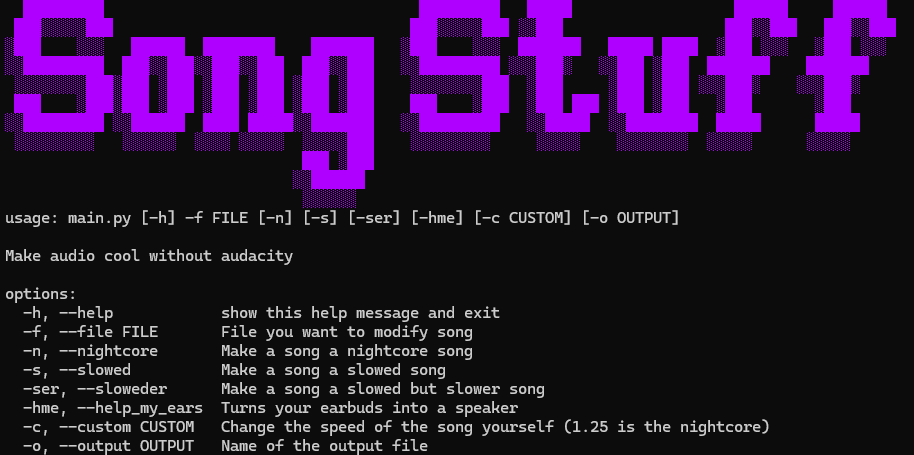 Song Stuff
usage: main.py [-h] -f FILE [-n] [-s] [-ser] [-hme] [-c CUSTOM] [-o OUTPUT]
Make audio cool without audacity
options:
-h, --help show this help message and exit
-f, --file FILE File you want to modify song
-n, --nightcore Make a song a nightcore song
-s, --slowed Make a song a slowed song
-ser, --sloweder Make a song a slowed but slower song
-hme, --help_my_ears Turns your earbuds into a speaker
-c, --custom CUSTOM Change the speed of the song yourself (1.25 is the nightcore)
-o, --output OUTPUT Name of the output file